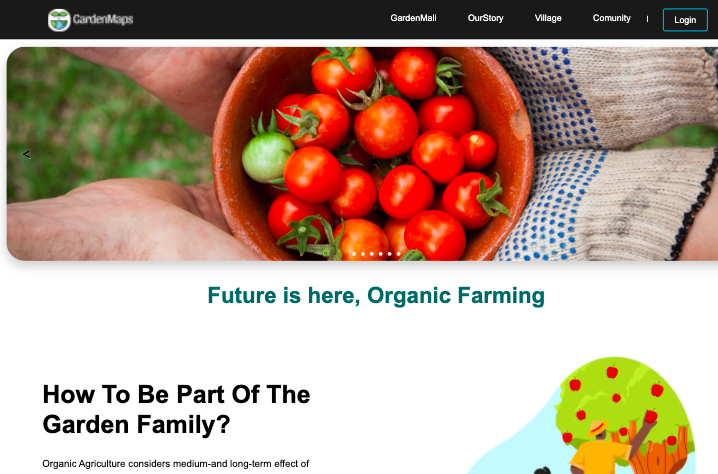 GardenMaps
GardenMall OurStory Village Comunity | Login
<
Future is here, Organic Farming
How To Be Part Of The
Garden Family?
Organic Agriculture considers medium-and long-term effect of